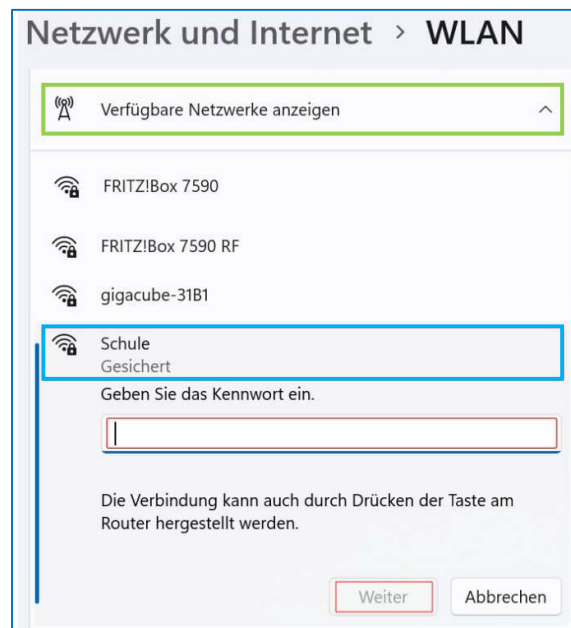 Netzwerk und Internet > WLAN
Verfügbare Netzwerke anzeigen
FRITZ!Box 7590
FRITZ!Box 7590 RF
gigacube-31B1
Schule
Gesichert
Geben Sie das Kennwort ein.
Die Verbindung kann auch durch Drücken der Taste am
Router hergestellt werden.
Weiter Abbrechen